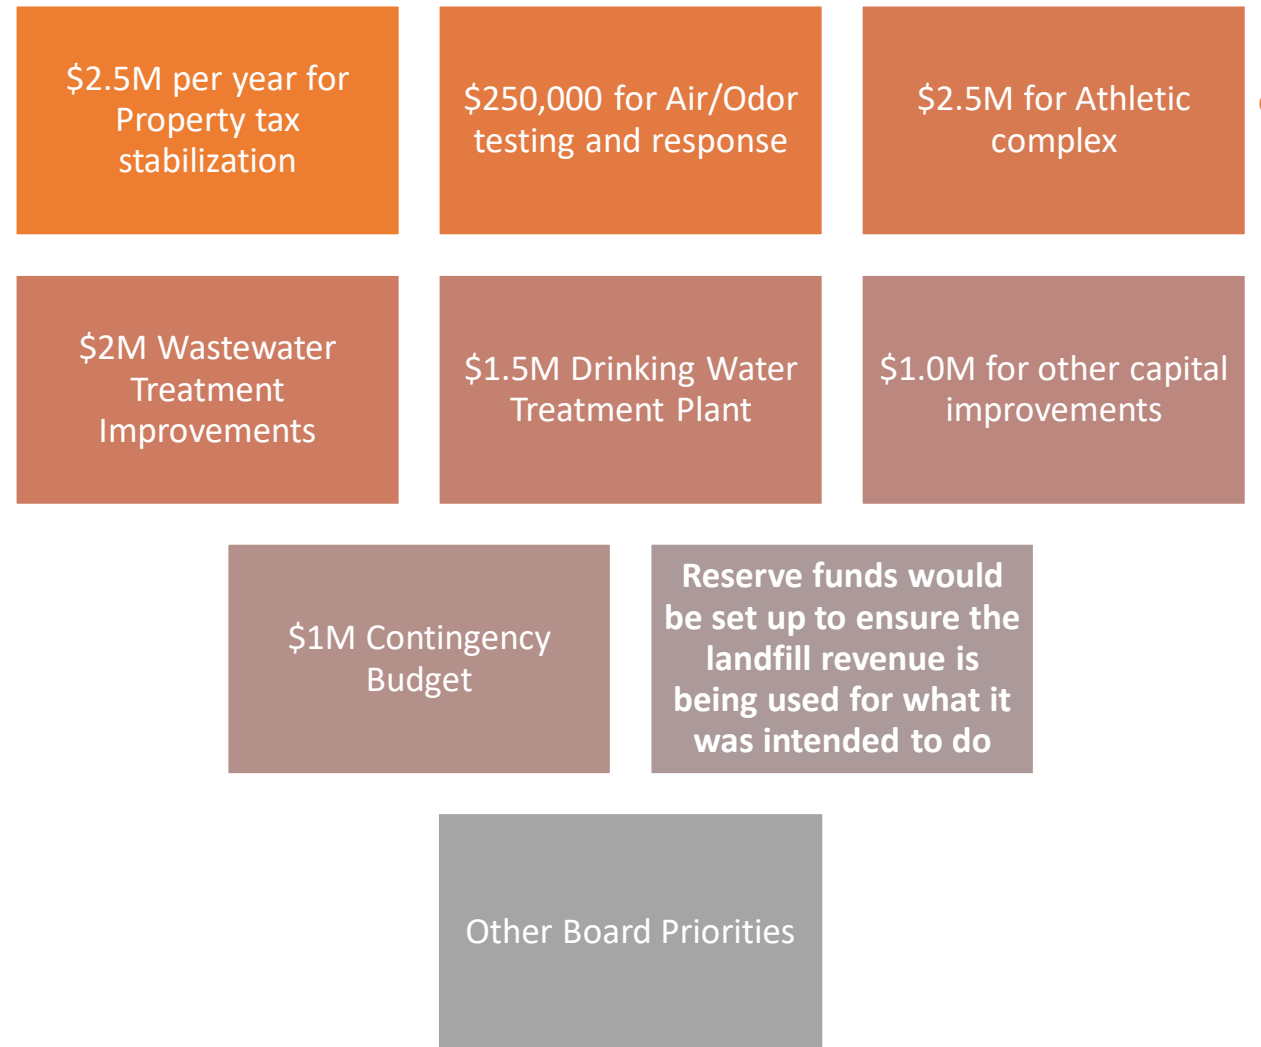 $2.5M per year for
Property tax
stabilization
$250,000 for Air/Odor
testing and response
$2.5M for Athletic
complex
$2M Wastewater
Treatment
Improvements
$1.5M Drinking Water
Treatment Plant
$1.0M for other capital
improvements
$1M Contingency
Budget
Reserve funds would
be set up to ensure the
landfill revenue is
being used for what it
was intended to do
Other Board Priorities